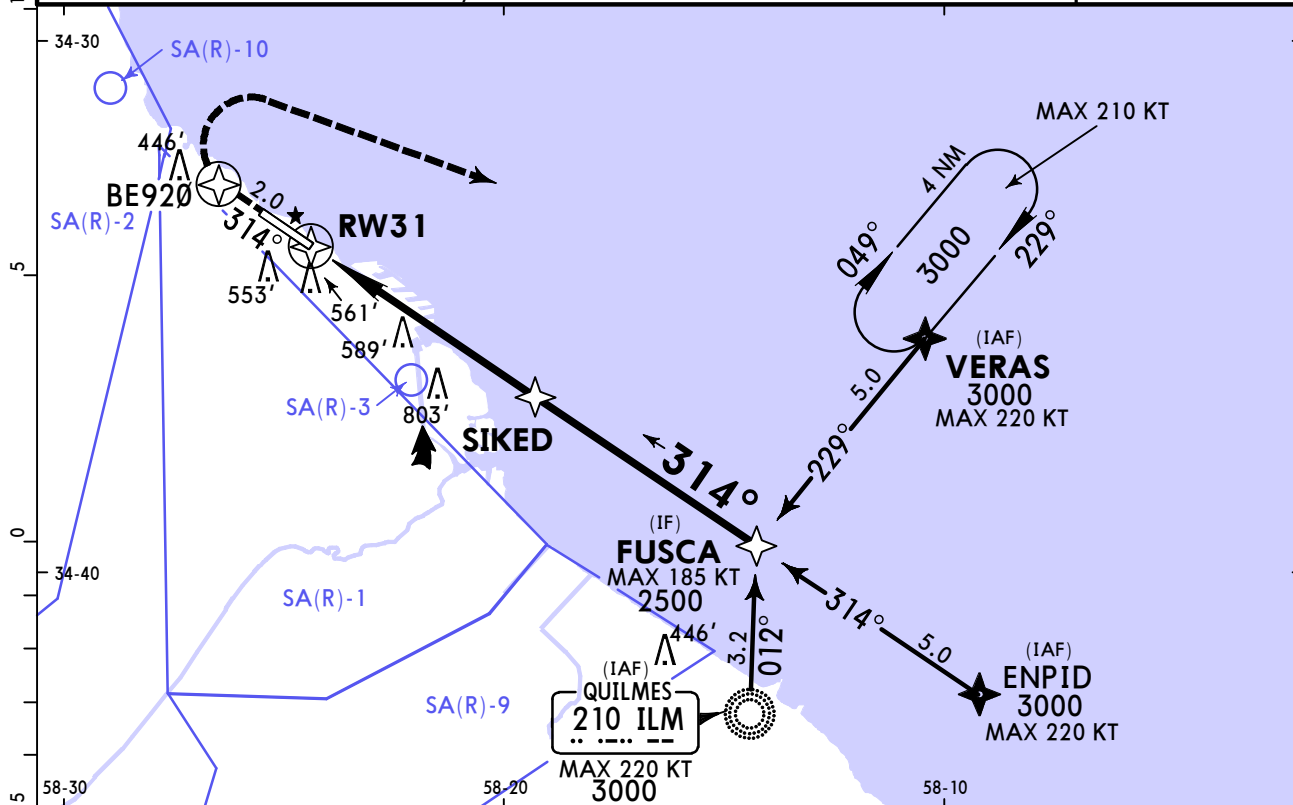 34-30
SA(R)-10
MAX 210 KT
446'
4 NM
BE920
2.0
SA(R)-2
314°
RW31
049°
3000
229°
5
553'
561'
589'
(IAF)
VERAS
3000
MAX 220 KT
5.0
SA(R)-3
803'
SIKED
229°
314°
(IF)
FUSCA
MAX 185 KT
2500
0
34-40
SA(R)-1
314°
5.0
446'
3.2
012°
(IAF)
ENPID
3000
MAX 220 KT
(IAF)
QUILMES
210 ILM
.. .-.. --
MAX 220 KT
3000
SA(R)-9
5
58-30
58-20
58-10